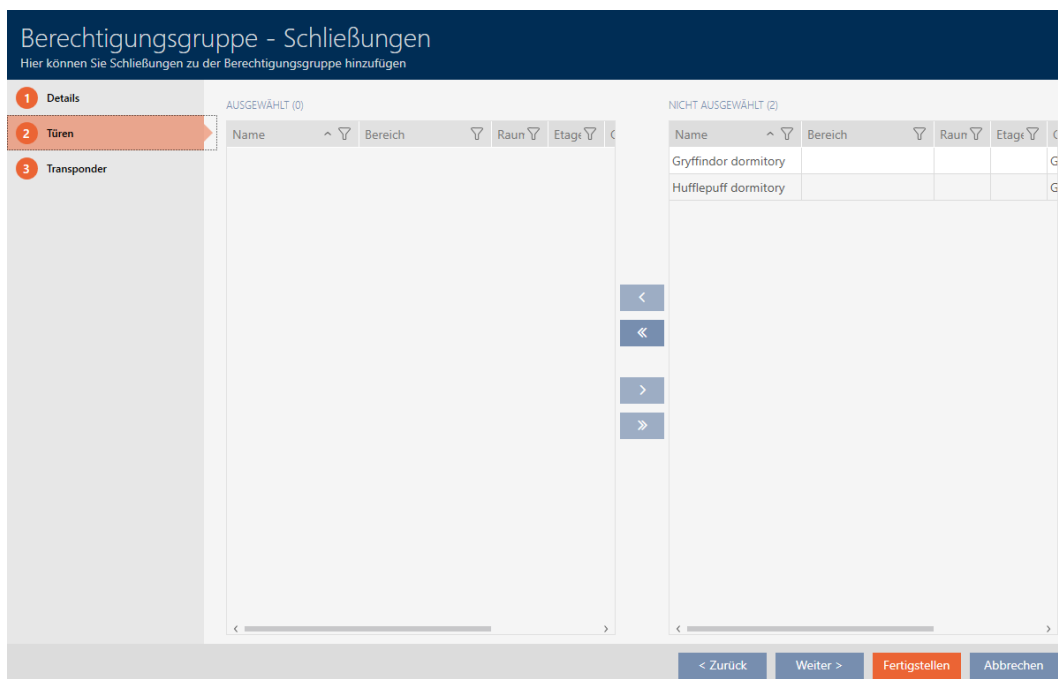 Berechtigungsgruppe - Schließungen
Hier können Sie Schließungen zu der Berechtigungsgruppe hinzufügen
1 Details
2 Türen
3 Transponder
AUSGEWÄHLT (0)
Name Bereich Raum Etage
NICHT AUSGEWÄHLT (2)
Name Bereich Raum Etage
Gryffindor dormitory G
Hufflepuff dormitory G
< Zurück Weiter > Fertigstellen Abbrechen